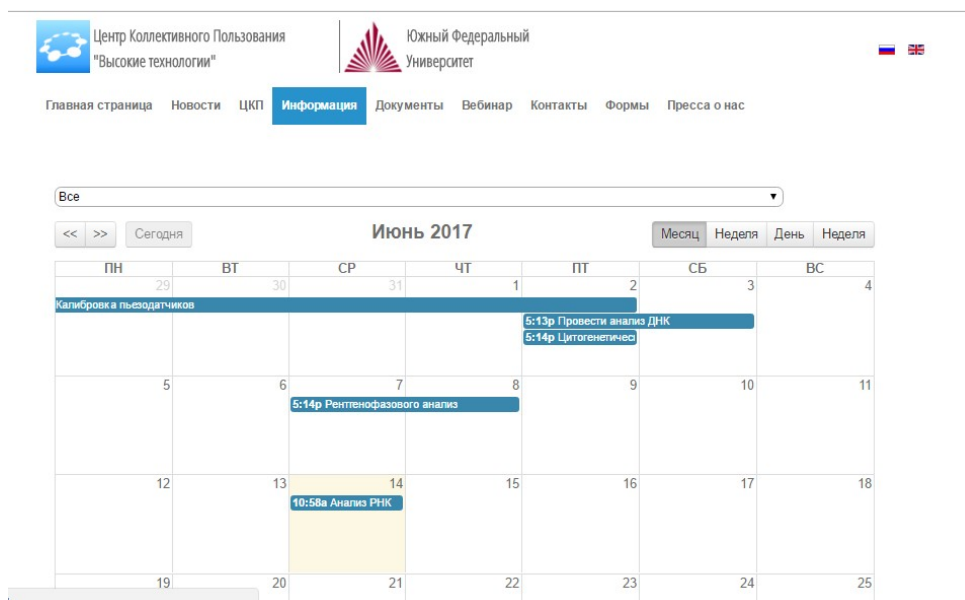 Центр Коллективного Пользования
"Высокие технологии"
Южный Федеральный
Университет
Главная страница Новости ЦКП Информация Документы Вебинар Контакты Формы Пресса о нас
Все
<< >> Сегодня Июнь 2017 Месяц Неделя День Неделя
ПН ВТ СР ЧТ ПТ СБ ВС
29 30 31 1 2 3 4
Калибровка пьезодатчиков
5:13p Провести анализ ДНК
5:14p Цитогенетичес
5 6 7 8 9 10 11
5:14p Рентгенофазового анализ
12 13 14 15 16 17 18
10:58a Анализ РНК
19 20 21 22 23 24 25